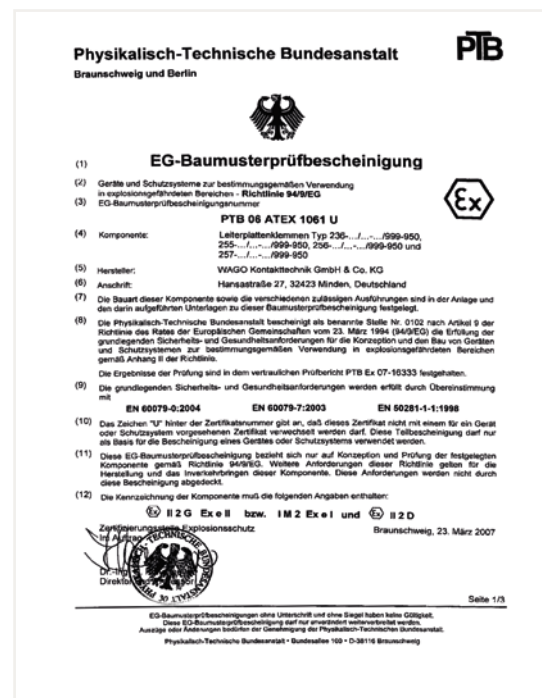 Physikalisch-Technische Bundesanstalt
PTB
Braunschweig und Berlin
(1) EG-Baumusterprüfbescheinigung
(2) Geräte und Schutzsysteme zur bestimmungsgemäßen Verwendung
in explosionsgefährdeten Bereichen - Richtlinie 94/9/EG
(3) EG-Baumusterprüfbescheinigungsnummer
PTB 06 ATEX 1061 U
(4) Komponente: Leiterplattenklemmen Typ 236-.../...-.../999-950,
255-.../...-.../999-950, 256-.../...-.../999-950 und
257-.../...-.../999-950
(5) Hersteller: WAGO Kontakttechnik GmbH & Co. KG
(6) Anschrift: Hansastraße 27, 32423 Minden, Deutschland
(7) Die Bauart dieser Komponente sowie die verschiedenen zulässigen Ausführungen sind in der Anlage und
den darin aufgeführten Unterlagen zu dieser Baumusterprüfbescheinigung festgelegt.
(8) Die Physikalisch-Technische Bundesanstalt bescheinigt als benannte Stelle Nr. 0102 nach Artikel 9 der
Richtlinie des Rates der Europäischen Gemeinschaften vom 23. März 1994 (94/9/EG) die Erfüllung der
grundlegenden Sicherheits- und Gesundheitsanforderungen für die Konzeption und den Bau von Geräten
und Schutzsystemen zur bestimmungsgemäßen Verwendung in explosionsgefährdeten Bereichen
gemäß Anhang II der Richtlinie.
Die Ergebnisse der Prüfung sind in dem vertraulichen Prüfbericht PTB Ex 07-16333 festgehalten.
(9) Die grundlegenden Sicherheits- und Gesundheitsanforderungen werden erfüllt durch Übereinstimmung
mit
EN 60079-0:2004 EN 60079-7:2003 EN 50281-1-1:1998
(10) Das Zeichen "U" hinter der Zertifikatsnummer gibt an, daß dieses Zertifikat nicht mit einem für ein Gerät
oder Schutzsystem vorgesehenen Zertifikat verwechselt werden darf. Diese Teilbescheinigung darf nur
als Basis für die Bescheinigung eines Gerätes oder Schutzsystems verwendet werden.
(11) Diese EG-Baumusterprüfbescheinigung bezieht sich nur auf Konzeption und Prüfung der festgelegten
Komponente gemäß Richtlinie 94/9/EG. Weitere Anforderungen dieser Richtlinie gelten für die
Herstellung und das Inverkehrbringen dieser Komponente. Diese Anforderungen werden nicht durch
diese Bescheinigung abgedeckt.
(12) Die Kennzeichnung der Komponente muß die folgenden Angaben enthalten:
Ex II 2 G Ex e II bzw. I M 2 Ex e I und Ex II 2 D
Zertifizierungsstelle Explosionsschutz Braunschweig, 23. März 2007
Im Auftrag
Dr.-Ing.
Direktor und Professor
Seite 1/3
EG-Baumusterprüfbescheinigungen ohne Unterschrift und ohne Siegel haben keine Gültigkeit.
Diese EG-Baumusterprüfbescheinigung darf nur unverändert weiterverbreitet werden.
Auszüge oder Änderungen bedürfen der Genehmigung der Physikalisch-Technischen Bundesanstalt.
Physikalisch-Technische Bundesanstalt • Bundesallee 100 • D-38116 Braunschweig